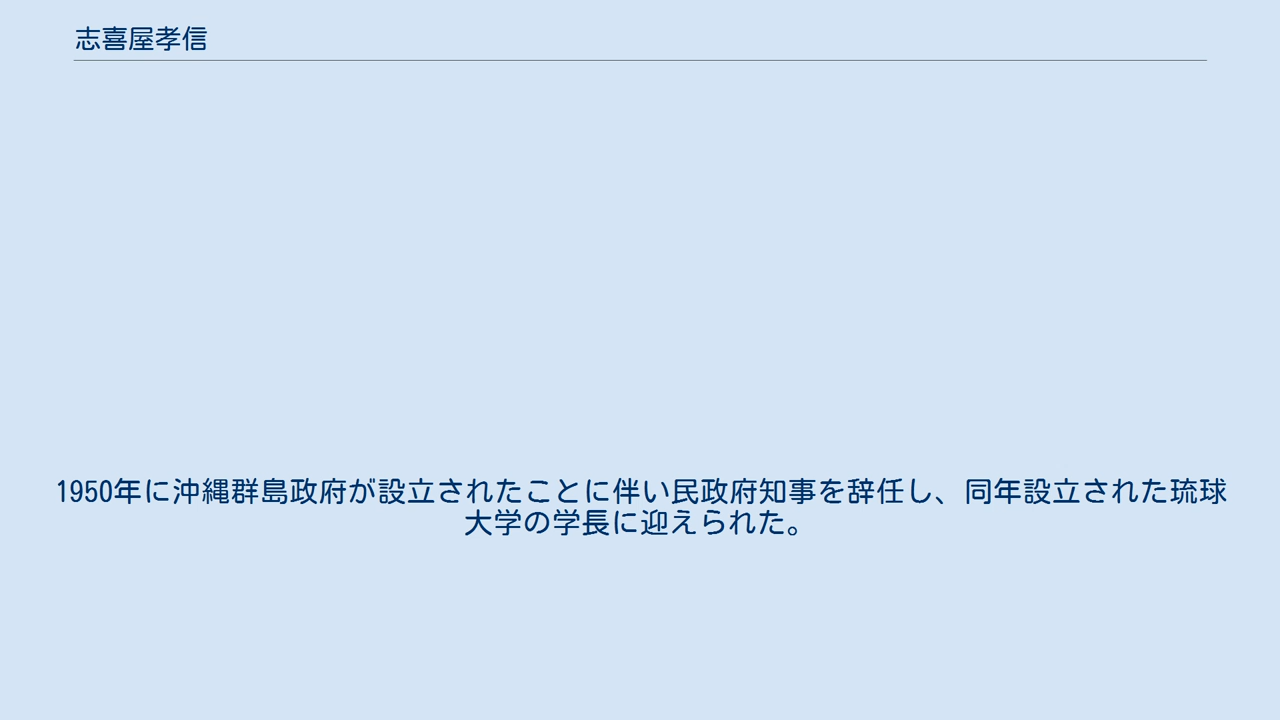 志喜屋孝信
1950年に沖縄群島政府が設立されたことに伴い民政府知事を辞任し、同年設立された琉球
大学の学長に迎えられた。